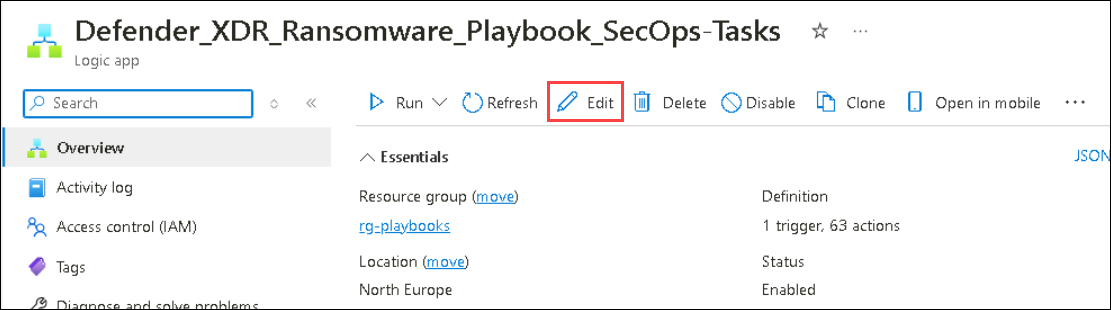 Defender_XDR_Ransomware_Playbook_SecOps-Tasks
Logic app
Search
Run Refresh Edit Delete Disable Clone Open in mobile
Overview
Essentials
JSON
Activity log
Access control (IAM)
Tags
Diagnose and solve problems
Resource group (move)
rg-playbooks
Location (move)
North Europe
Definition
1 trigger, 63 actions
Status
Enabled